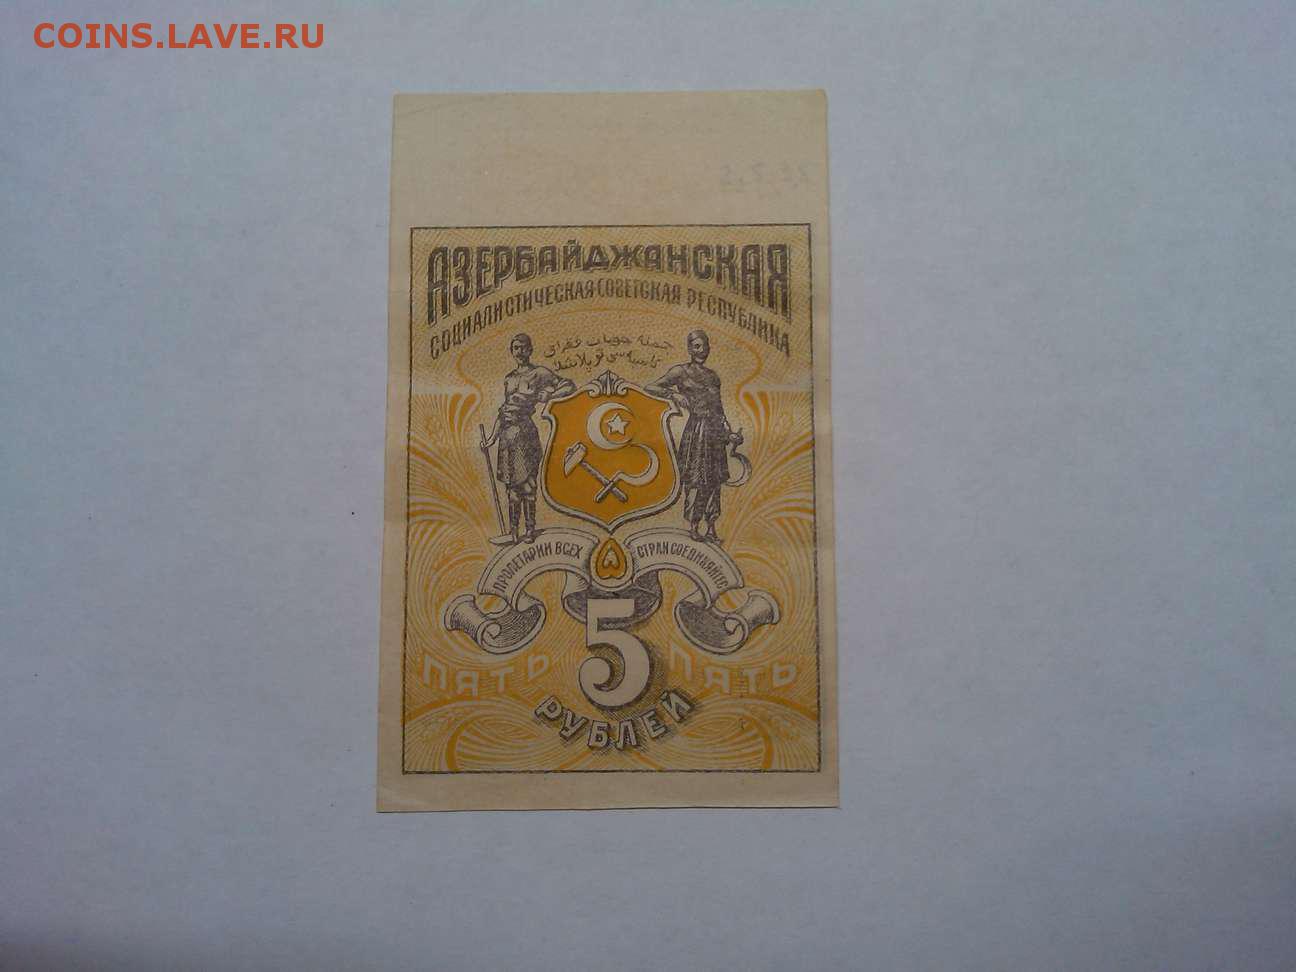 COINS.LAVE.RU
АЗЕРБАЙДЖАНСКАЯ
СОЦИАЛИСТИЧЕСКАЯ СОВЕТСКАЯ РЕСПУБЛИКА
ПРОЛЕТАРИИ ВСЕХ СТРАН СОЕДИНЯЙТЕСЬ
5
ПЯТЬ ПЯТЬ
РУБЛЕЙ